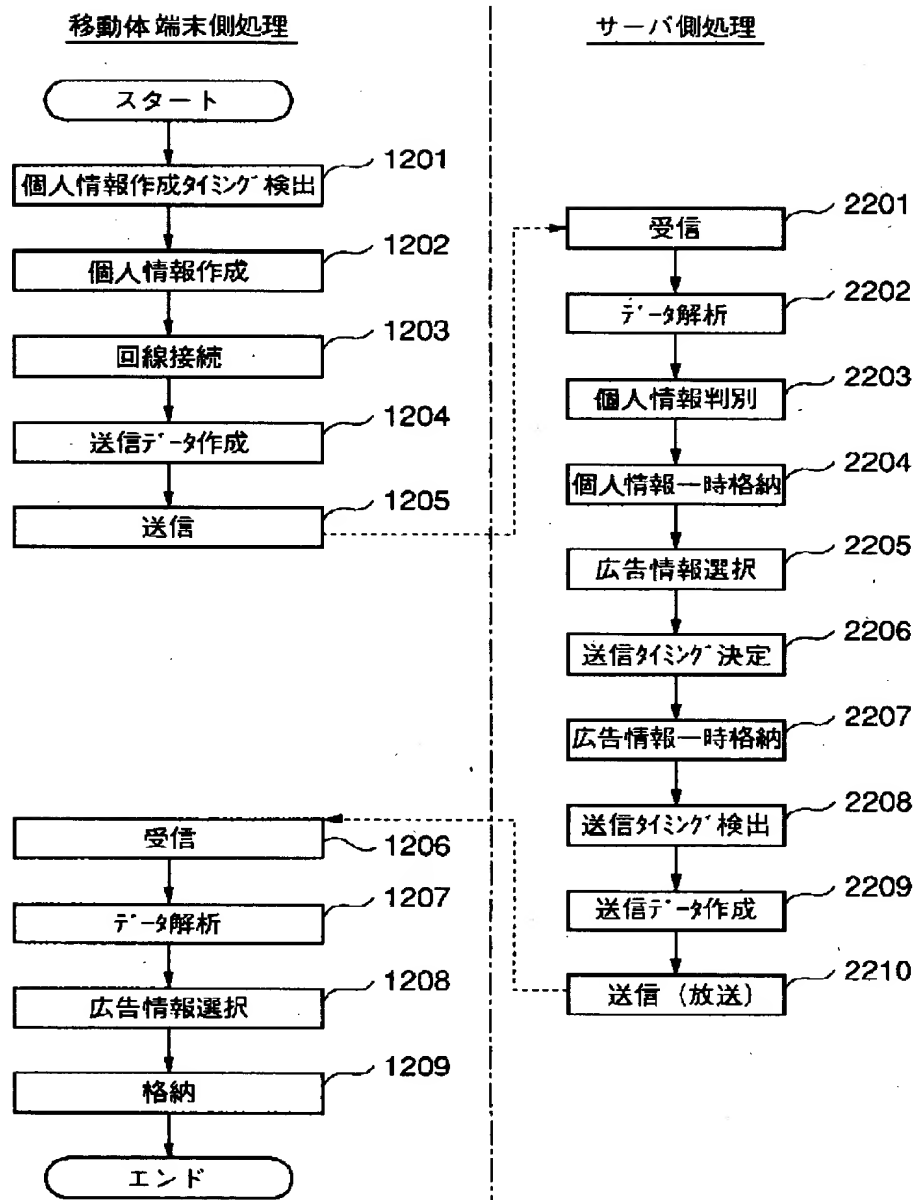 移動体端末側処理
スタート
1201
個人情報作成ﾀｲﾐﾝｸﾞ検出
1202
個人情報作成
1203
回線接続
1204
送信ﾃﾞｰﾀ作成
1205
送信
受信
1206
1207
ﾃﾞｰﾀ解析
1208
広告情報選択
1209
格納
エンド
サーバ側処理
2201
受信
2202
ﾃﾞｰﾀ解析
2203
個人情報判別
2204
個人情報一時格納
2205
広告情報選択
2206
送信ﾀｲﾐﾝｸﾞ決定
2207
広告情報一時格納
2208
送信ﾀｲﾐﾝｸﾞ検出
2209
送信ﾃﾞｰﾀ作成
2210
送信（放送）